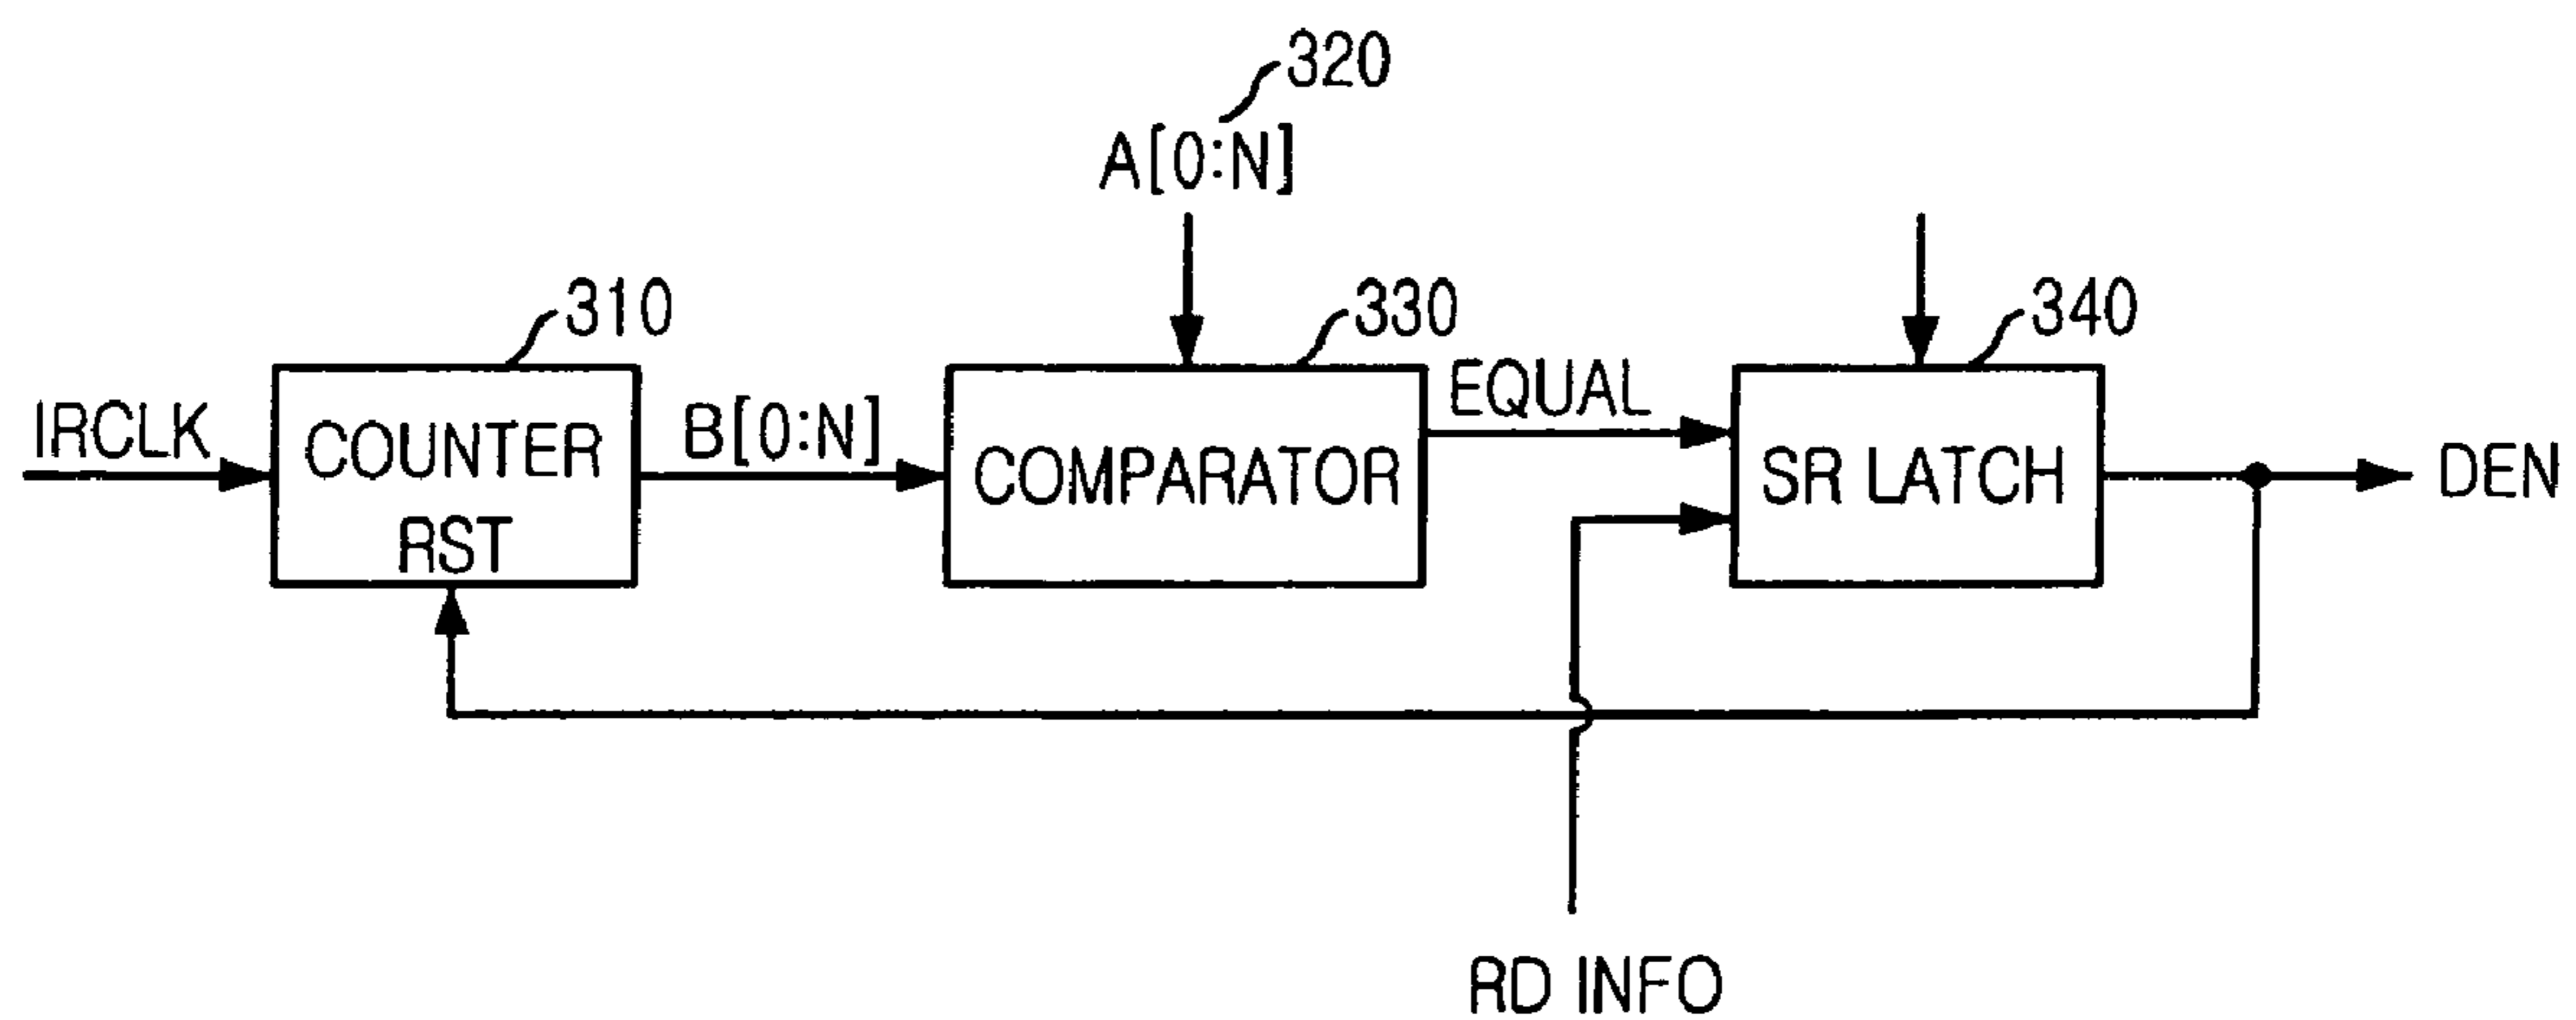 320
A[0:N]
310
330
340
IRCLK
COUNTER
RST
B[0:N]
COMPARATOR
EQUAL
SR LATCH
DEN
RD INFO